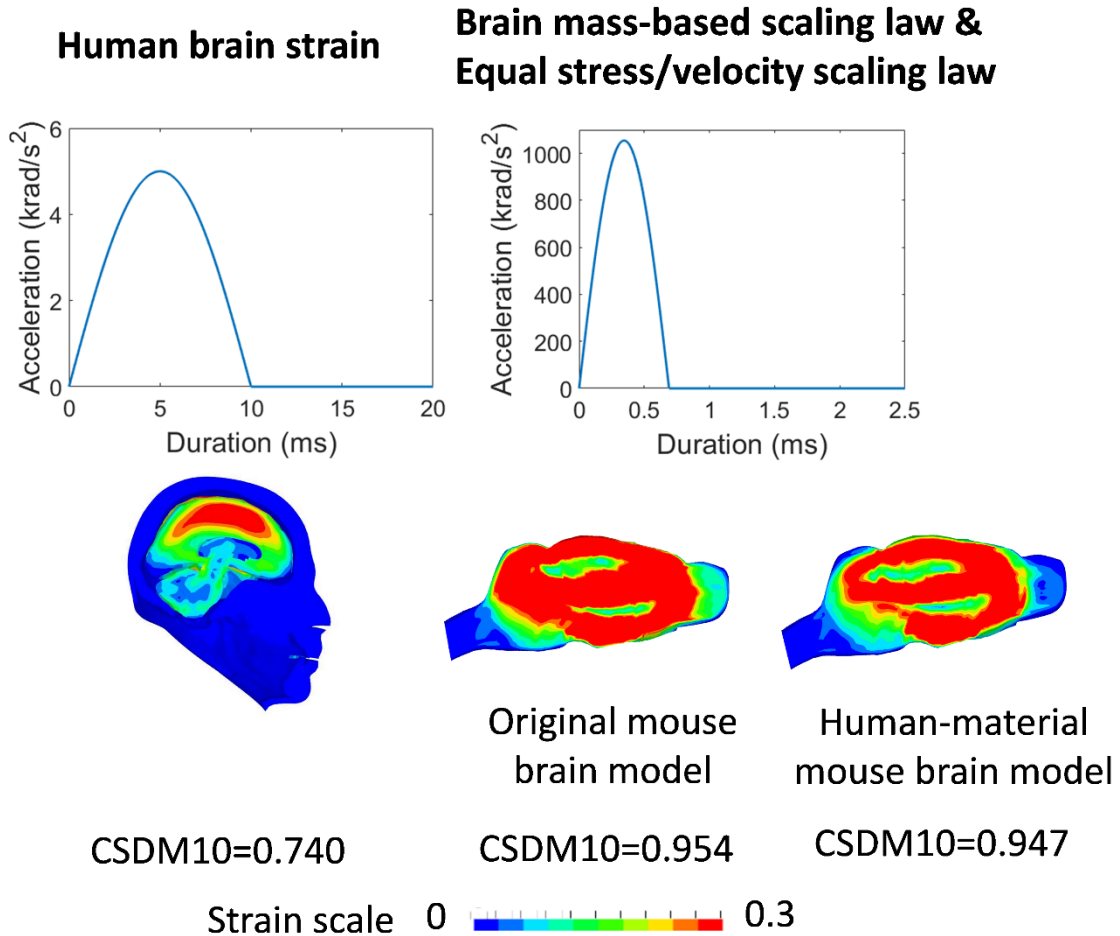 Human brain strain
Brain mass-based scaling law &
Equal stress/velocity scaling law
Acceleration (krad/s²)
6
4
2
0
0 5 10 15 20
Duration (ms)
Acceleration (krad/s²)
1000
800
600
400
200
0
0 0.5 1 1.5 2 2.5
Duration (ms)
Original mouse
brain model
Human-material
mouse brain model
CSDM10=0.740
CSDM10=0.954
CSDM10=0.947
Strain scale 0 0.3